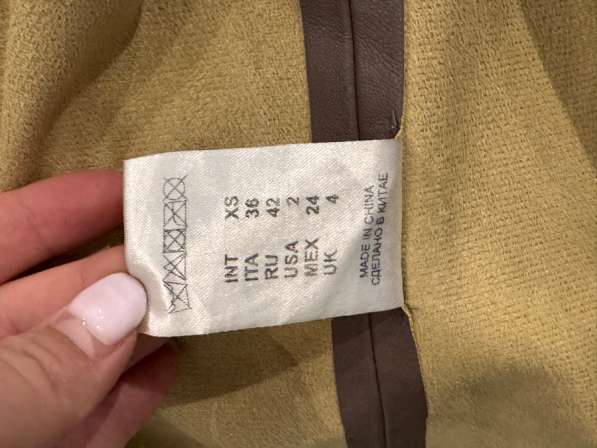 INT XS
ITA 36
RU 42
USA 2
MEX 24
UK 4
MADE IN CHINA
СДЕЛАНО В КИТАЕ